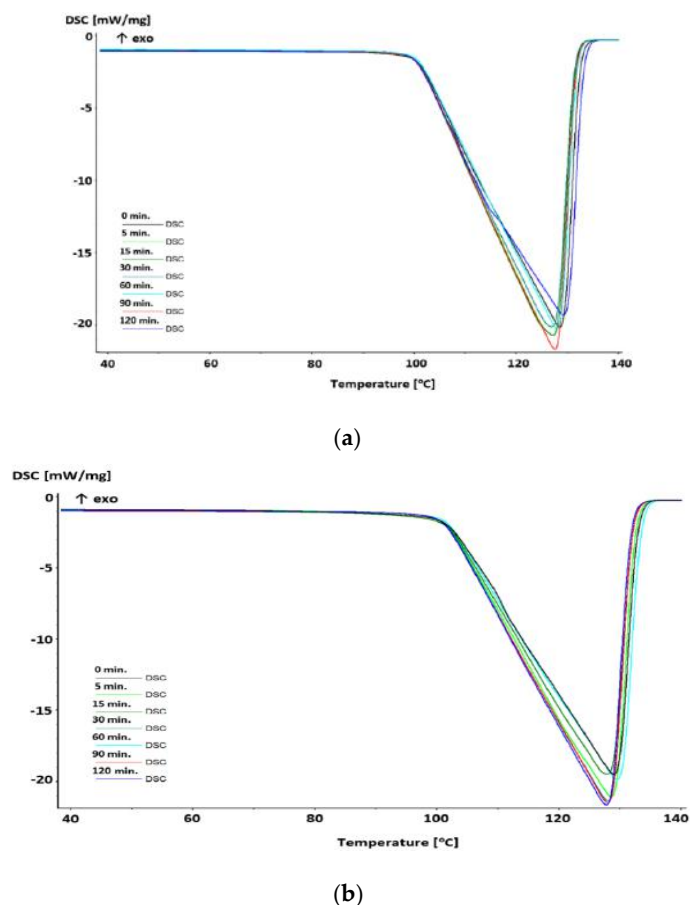 DSC [mW/mg]
0
↑ exo
-5
-10
-15
-20
0 min.
DSC
5 min.
DSC
15 min.
DSC
30 min.
DSC
60 min.
DSC
90 min.
DSC
120 min.
DSC
40 60 80 100 120 140
Temperature [°C]
(a)
DSC [mW/mg]
0
↑ exo
-5
-10
-15
-20
0 min.
DSC
5 min.
DSC
15 min.
DSC
30 min.
DSC
60 min.
DSC
90 min.
DSC
120 min.
DSC
40 60 80 100 120 140
Temperature [°C]
(b)